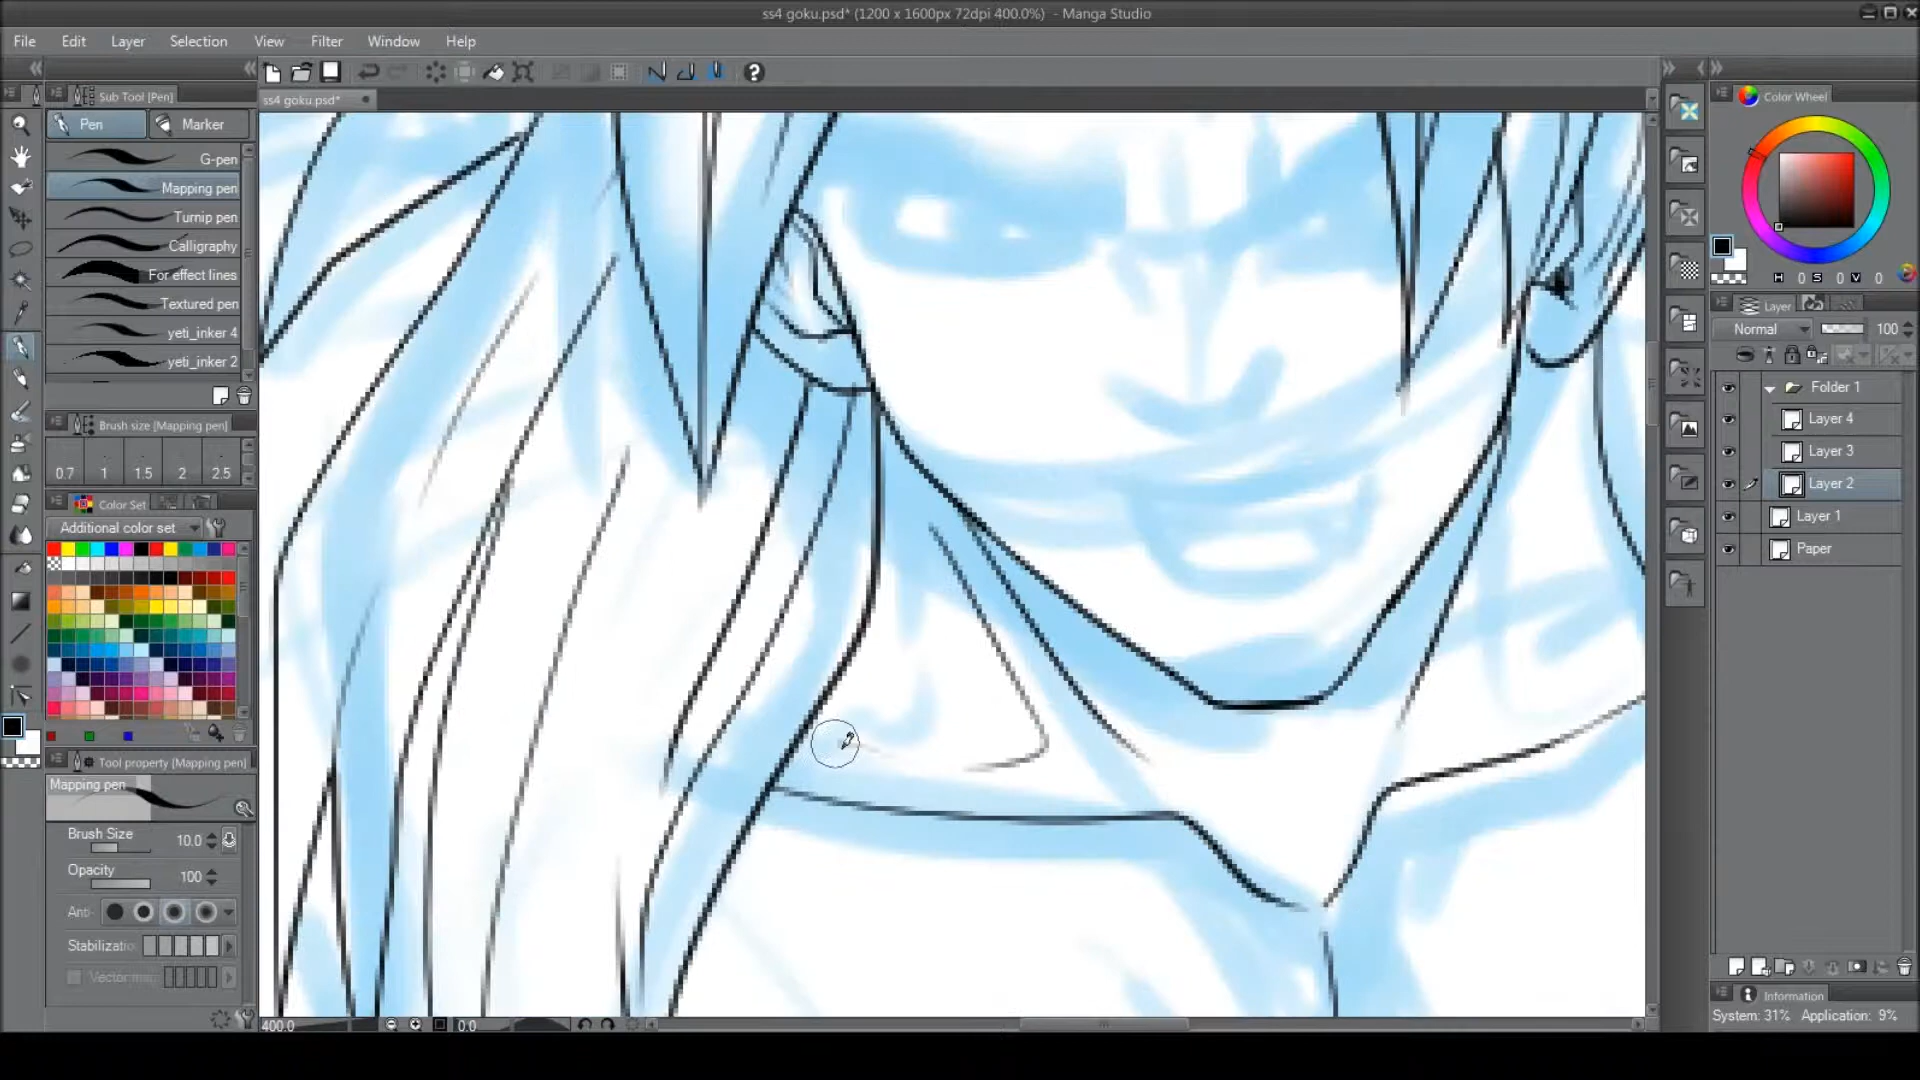 ss4 goku.psd* (1200 x 1600px 72dpi 400.0%) - Manga Studio
File Edit Layer Selection View Filter Window Help
Sub Tool [Pen]
ss4 goku.psd*
Color Wheel
Pen Marker
G-pen
Mapping pen
Turnip pen
Calligraphy
For effect lines
Textured pen
yeti_inker 4
yeti_inker 2
H 0 S 0 V 0
Layer
Normal 100
Folder 1
Layer 4
Layer 3
Layer 2
Layer 1
Paper
Brush size [Mapping pen]
0.7 1 1.5 2 2.5
Color Set
Additional color set
Tool property [Mapping pen]
Mapping pen
Brush Size 10.0
Opacity 100
Anti-
Stabilizatio
Vector
400.0 0.0
Information
System: 31% Application: 9%